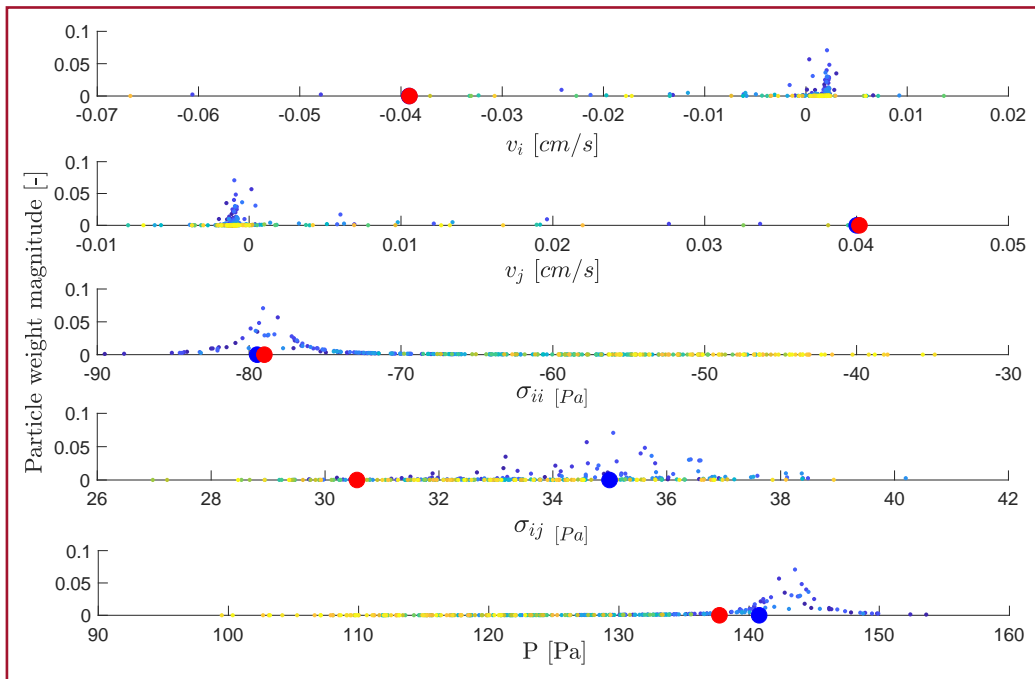 Particle weight magnitude [-]
0.1
0.05
0
-0.07 -0.06 -0.05 -0.04 -0.03 -0.02 -0.01 0 0.01 0.02
v_i [cm/s]
0.1
0.05
0
-0.01 0 0.01 0.02 0.03 0.04 0.05
v_j [cm/s]
0.1
0.05
0
-90 -80 -70 -60 -50 -40 -30
σ_ii [Pa]
0.1
0.05
0
26 28 30 32 34 36 38 40 42
σ_ij [Pa]
0.1
0.05
0
90 100 110 120 130 140 150 160
P [Pa]